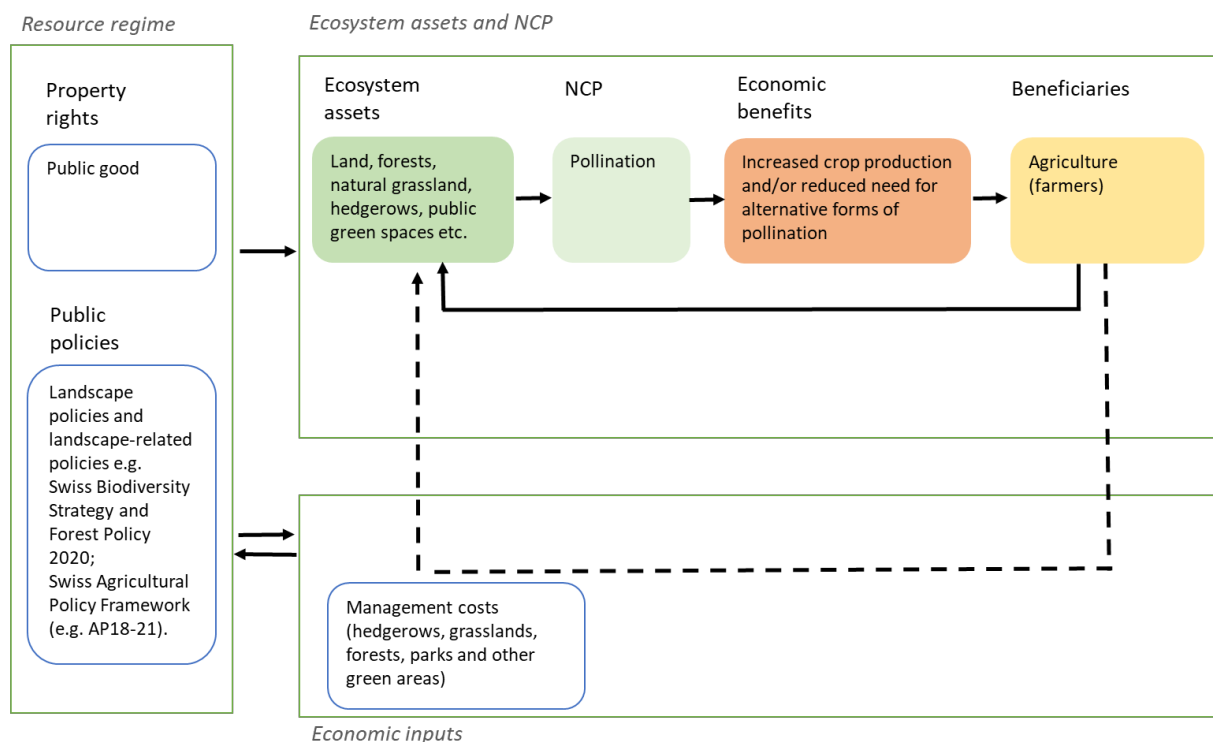 Resource regime
Property
rights
Public good
Public
policies
Landscape
policies and
landscape-related
policies e.g.
Swiss Biodiversity
Strategy and
Forest Policy
2020;
Swiss Agricultural
Policy Framework
(e.g. AP18-21).
Ecosystem assets and NCP
Ecosystem
assets
Land, forests,
natural grassland,
hedgerows, public
green spaces etc.
NCP
Pollination
Economic
benefits
Increased crop production
and/or reduced need for
alternative forms of
pollination
Beneficiaries
Agriculture
(farmers)
Management costs
(hedgerows, grasslands,
forests, parks and other
green areas)
Economic inputs